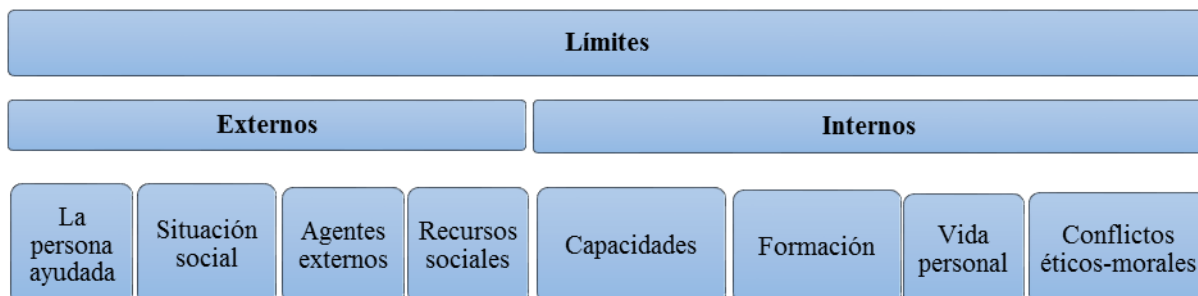 Límites
Externos
Internos
La
persona
ayudada
Situación
social
Agentes
externos
Recursos
sociales
Capacidades
Formación
Vida
personal
Conflictos
éticos-morales